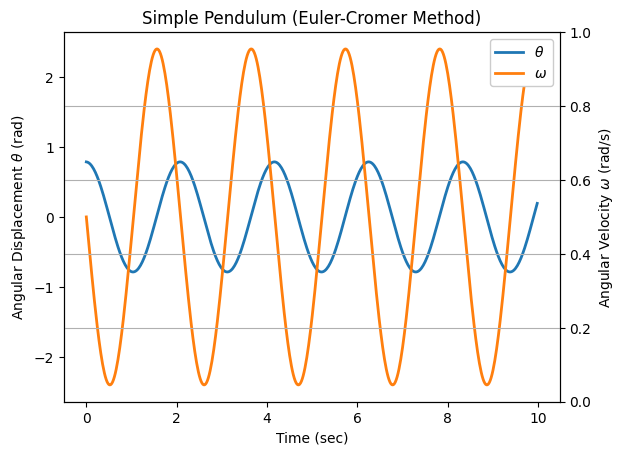 Simple Pendulum (Euler-Cromer Method)
θ
ω
Angular Displacement θ (rad)
2
1
0
−1
−2
1.0
0.8
0.6
0.4
0.2
0.0
Angular Velocity ω (rad/s)
0
2
4
6
8
10
Time (sec)